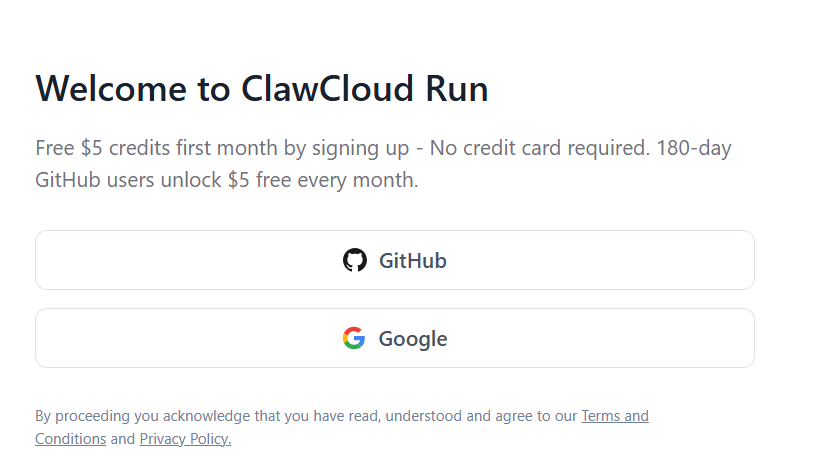 Welcome to ClawCloud Run
Free $5 credits first month by signing up - No credit card required. 180-day
GitHub users unlock $5 free every month.
GitHub
Google
By proceeding you acknowledge that you have read, understood and agree to our Terms and
Conditions and Privacy Policy.